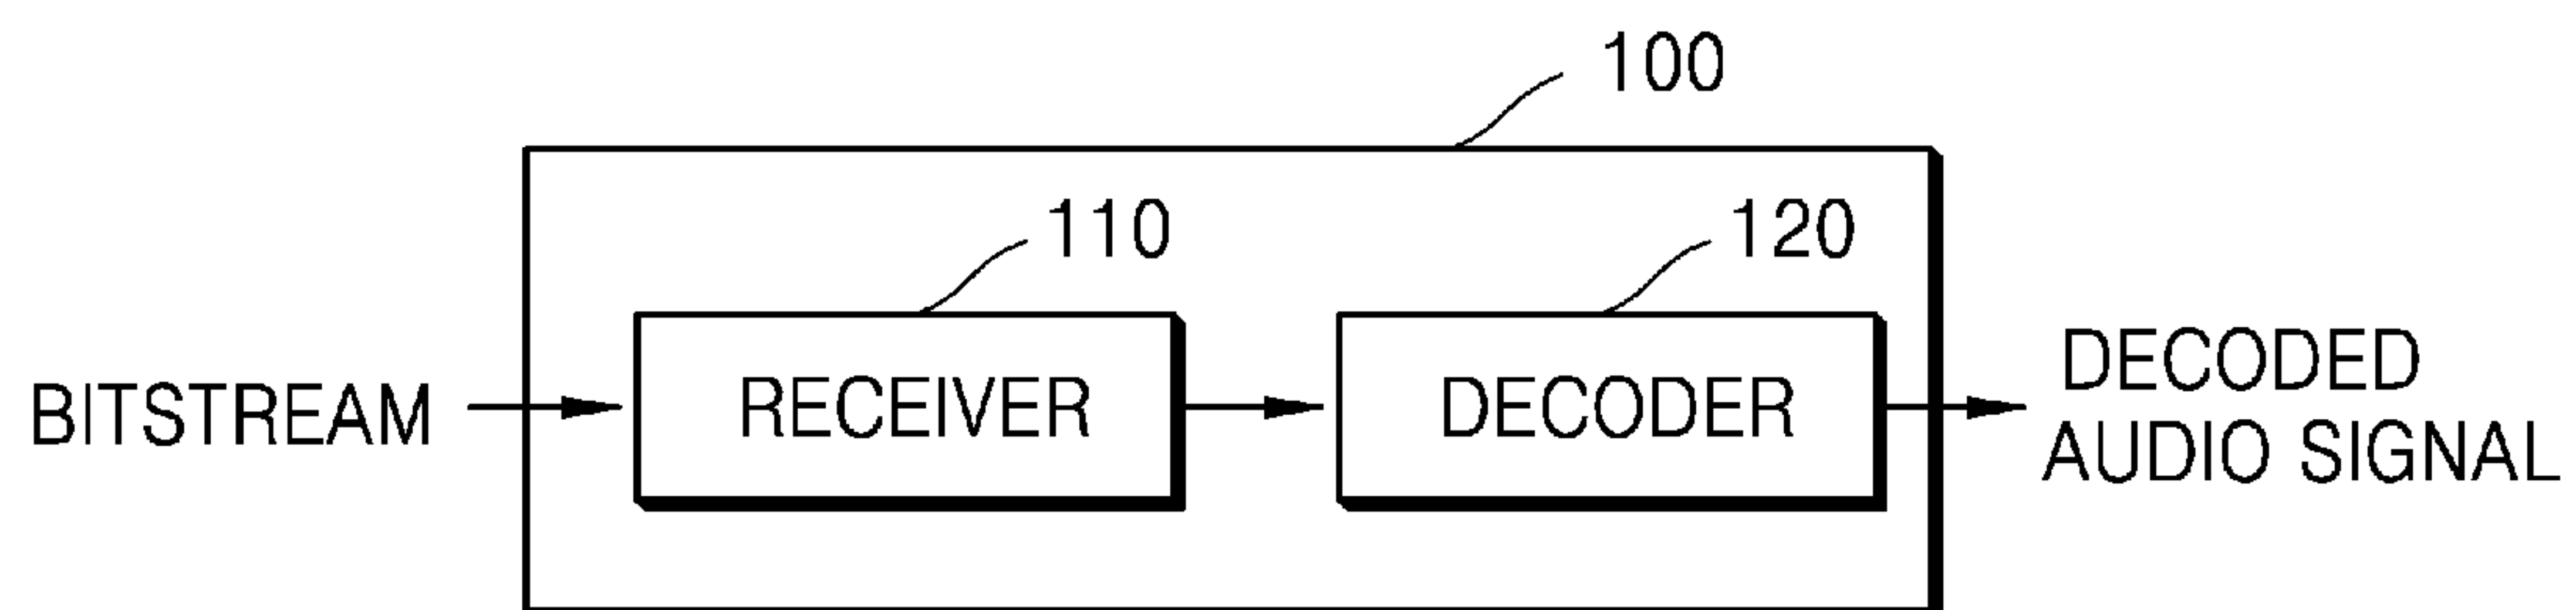 100
110
120
BITSTREAM
RECEIVER
DECODER
DECODED
AUDIO SIGNAL